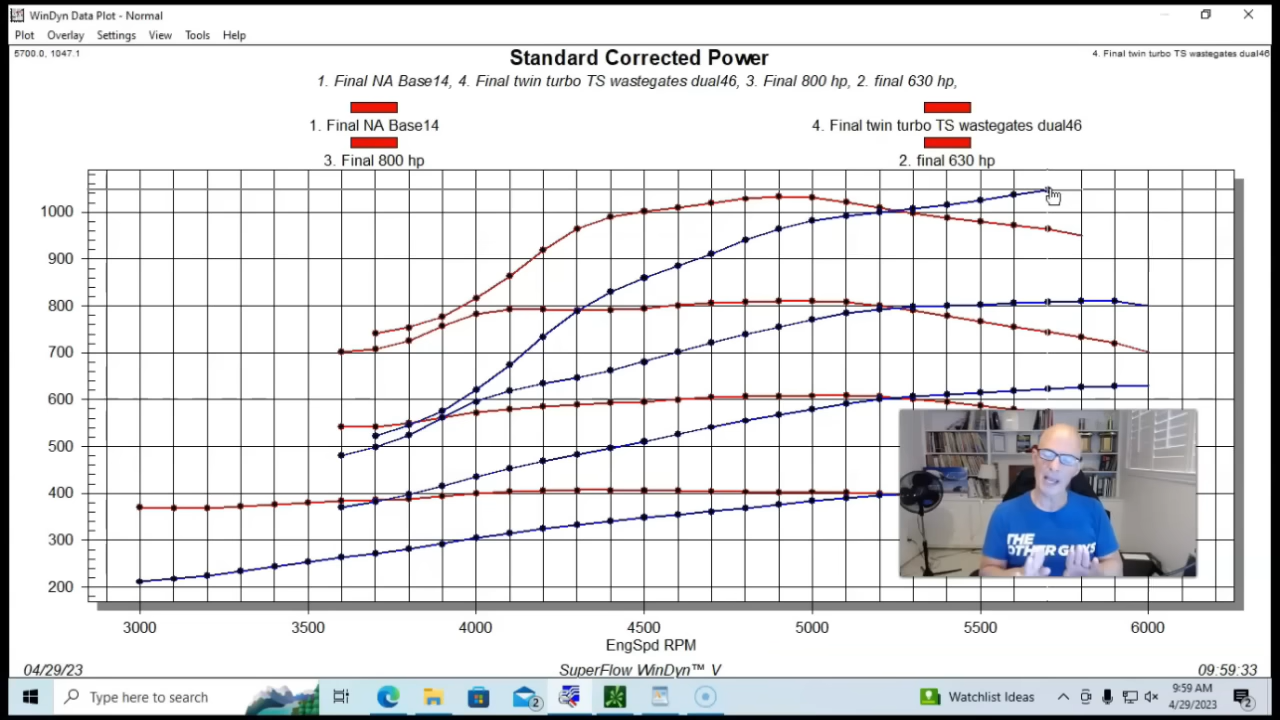 WinDyn Data Plot - Normal
Plot Overlay Settings View Tools Help
5700.0, 1047.1
4. Final twin turbo TS wastegates dual46
Standard Corrected Power
1. Final NA Base14, 4. Final twin turbo TS wastegates dual46, 3. Final 800 hp, 2. final 630 hp,
1. Final NA Base14
4. Final twin turbo TS wastegates dual46
3. Final 800 hp
2. final 630 hp
1000
900
800
700
600
500
400
300
200
3000 3500 4000 4500 5000 5500 6000
EngSpd RPM
THE
OTHER GUYS
04/29/23
SuperFlow WinDyn™ V
09:59:33
Type here to search
2
Watchlist Ideas
9:59 AM
4/29/2023
2